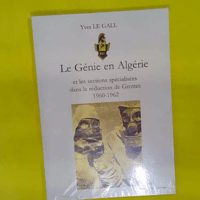 Yves LE GALL
Le Génie en Algérie
et les sections spécialisées
dans la réduction de Grottes
1960-1962